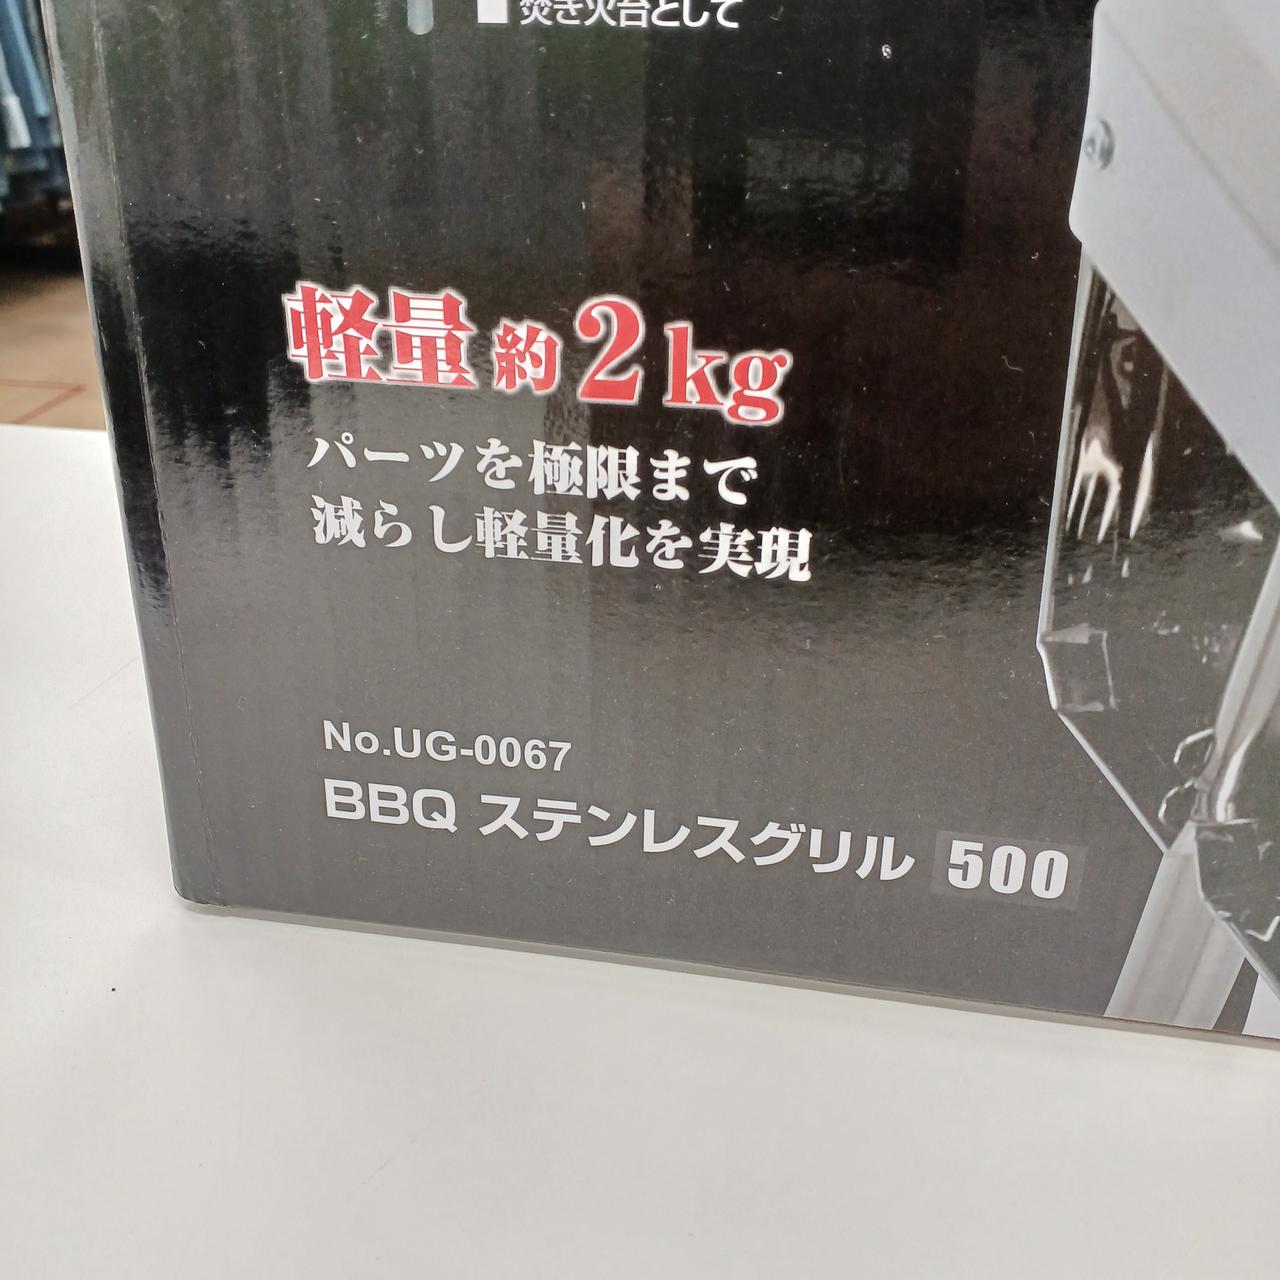 ■焚き火台として
軽量 約2kg
パーツを極限まで
減らし軽量化を実現
No.UG-0067
BBQ ステンレスグリル 500